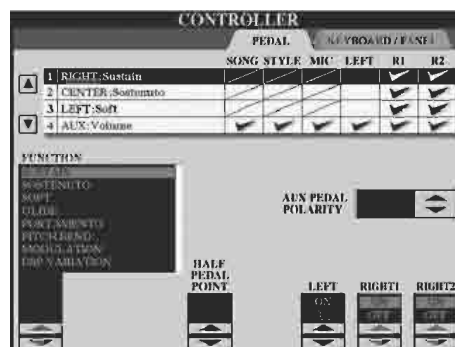 CONTROLLER
PEDAL KEYBOARD / PANEL
SONG STYLE MIC LEFT R1 R2
1 RIGHT:Sustain
2 CENTER:Sostenuto
3 LEFT:Soft
4 AUX:Volume
FUNCTION
SUSTAIN
SOSTENUTO
SOFT
GLIDE
PORTAMENTO
PITCH BEND
MODULATION
DSP VARIATION
AUX PEDAL
POLARITY
HALF
PEDAL
POINT
LEFT RIGHT1 RIGHT2
ON
OFF